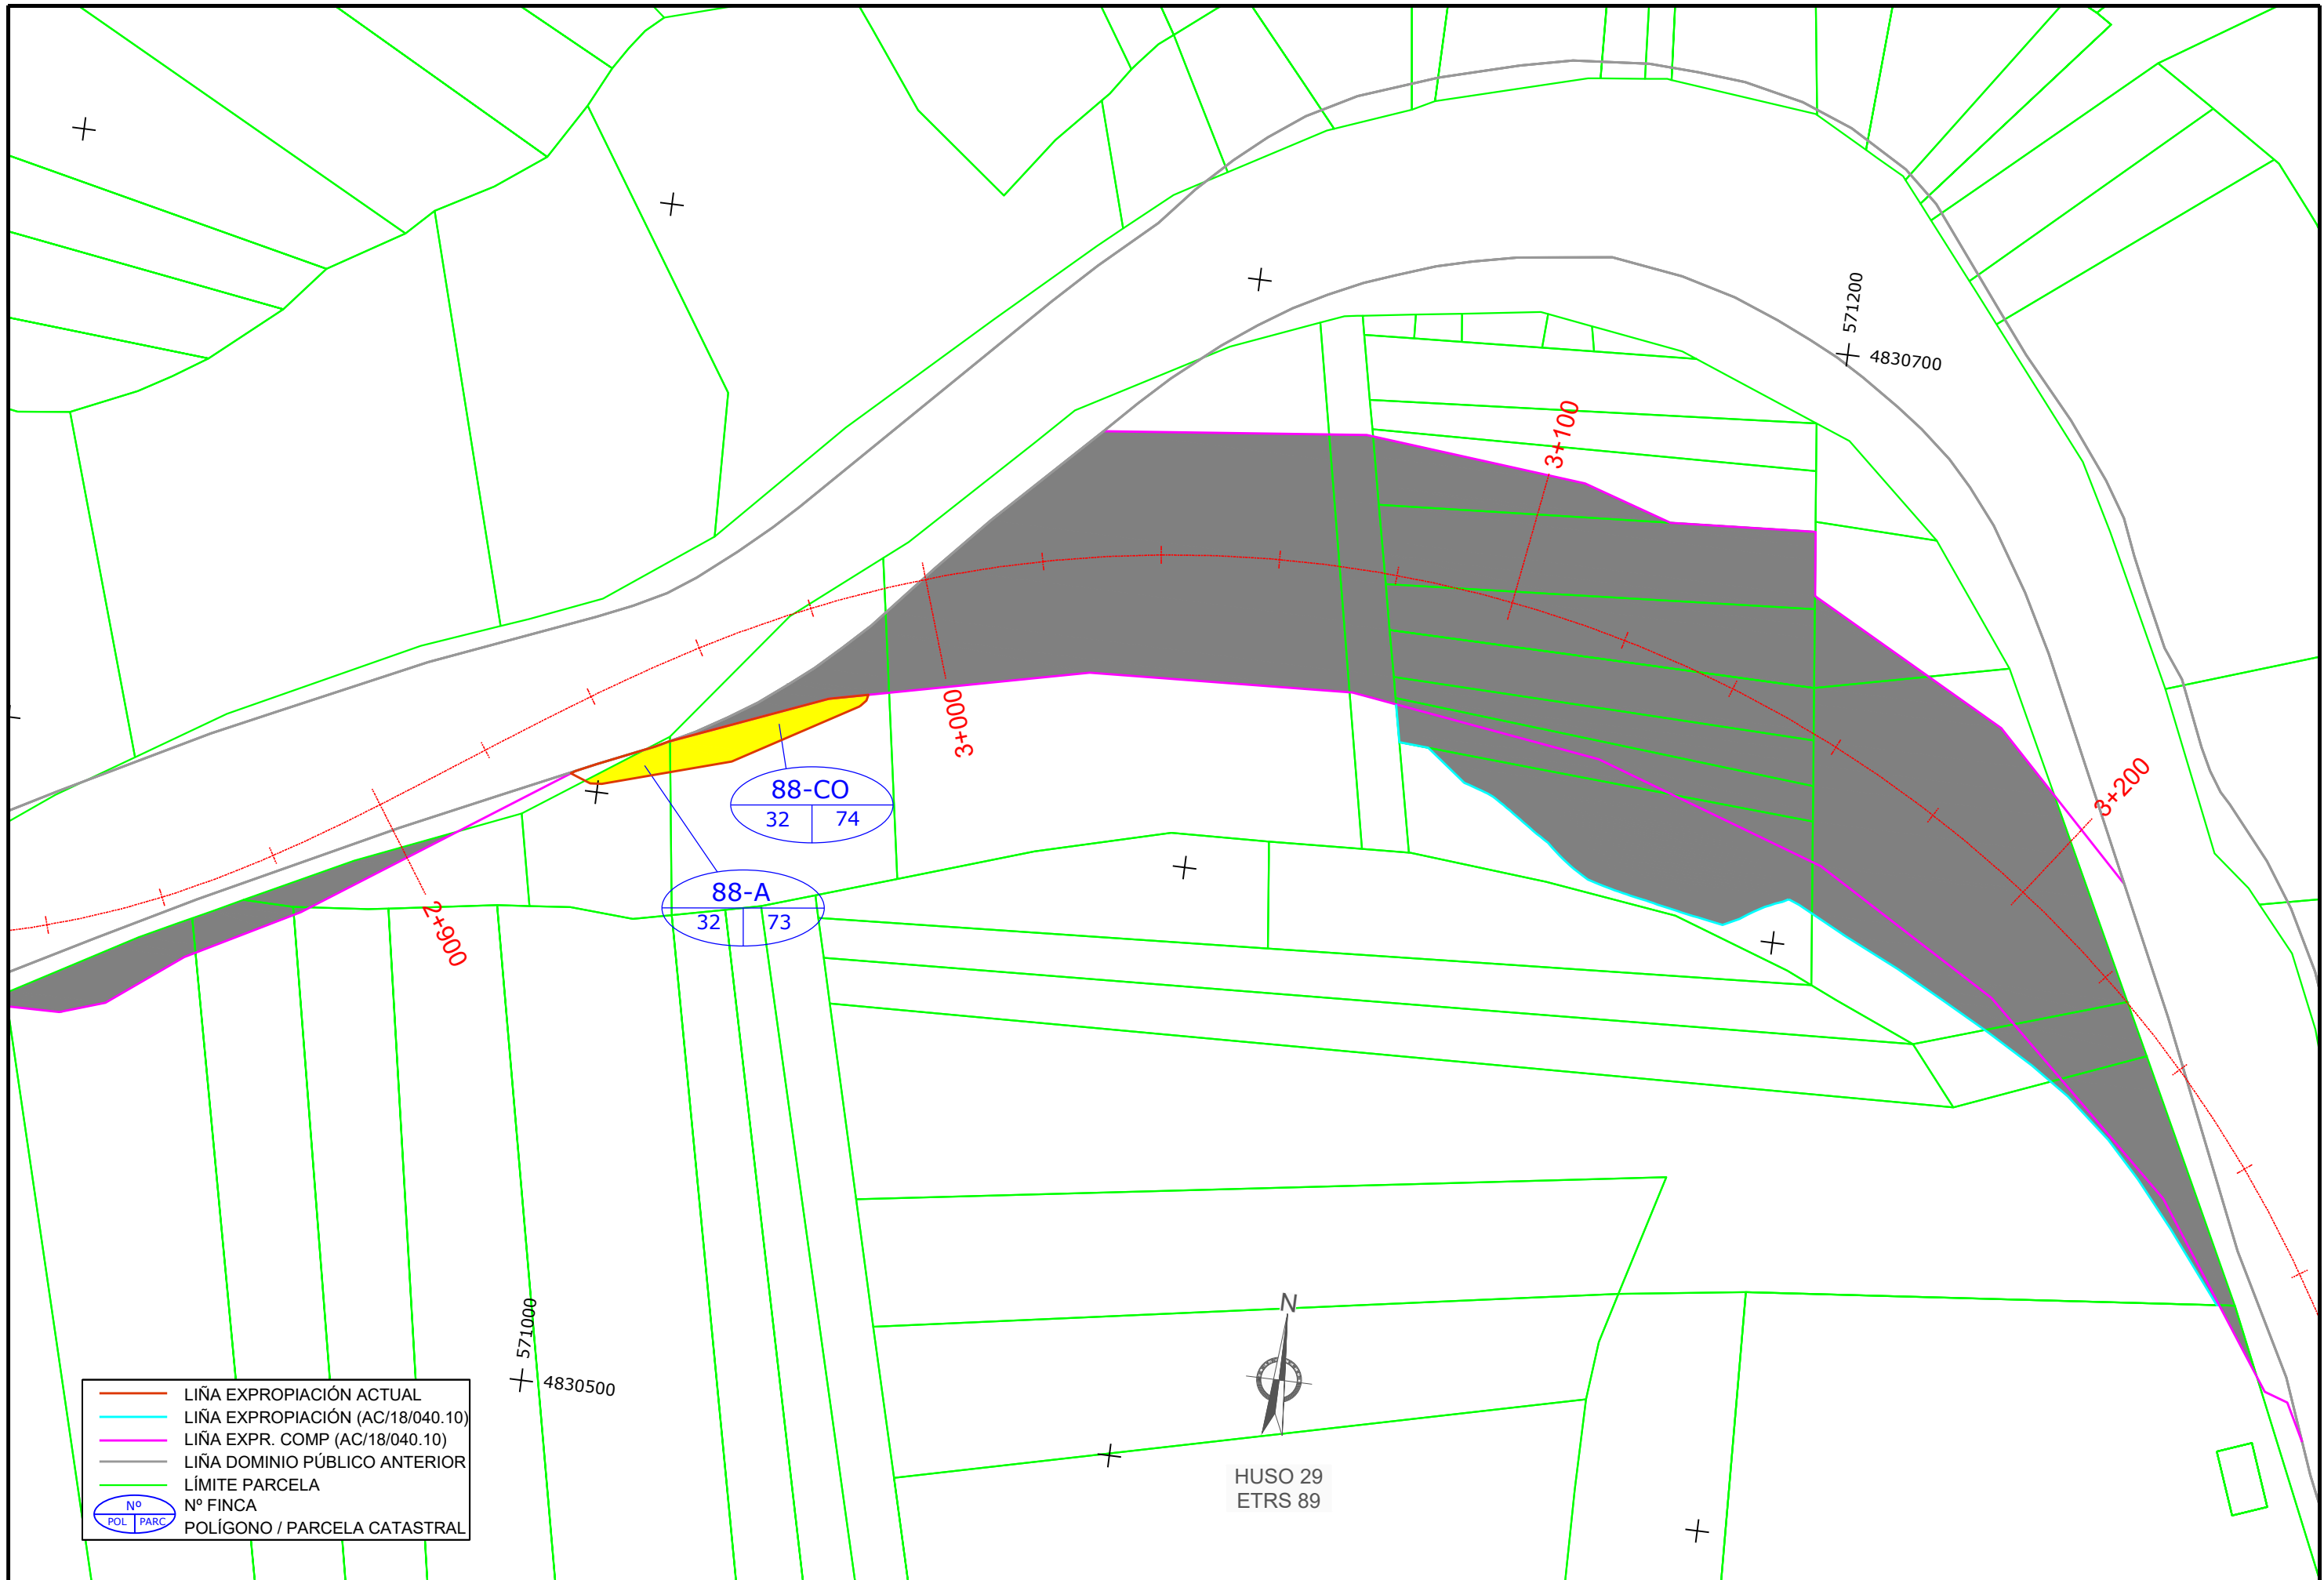 571200
4830700
3+100
3+000
3+200
88-CO
32 74
88-A
32 73
2+900
571000
4830500
N
HUSO 29
ETRS 89
LIÑA EXPROPIACIÓN ACTUAL
LIÑA EXPROPIACIÓN (AC/18/040.10)
LIÑA EXPR. COMP (AC/18/040.10)
LIÑA DOMINIO PÚBLICO ANTERIOR
LÍMITE PARCELA
Nº
POL PARC
Nº FINCA
POLÍGONO / PARCELA CATASTRAL